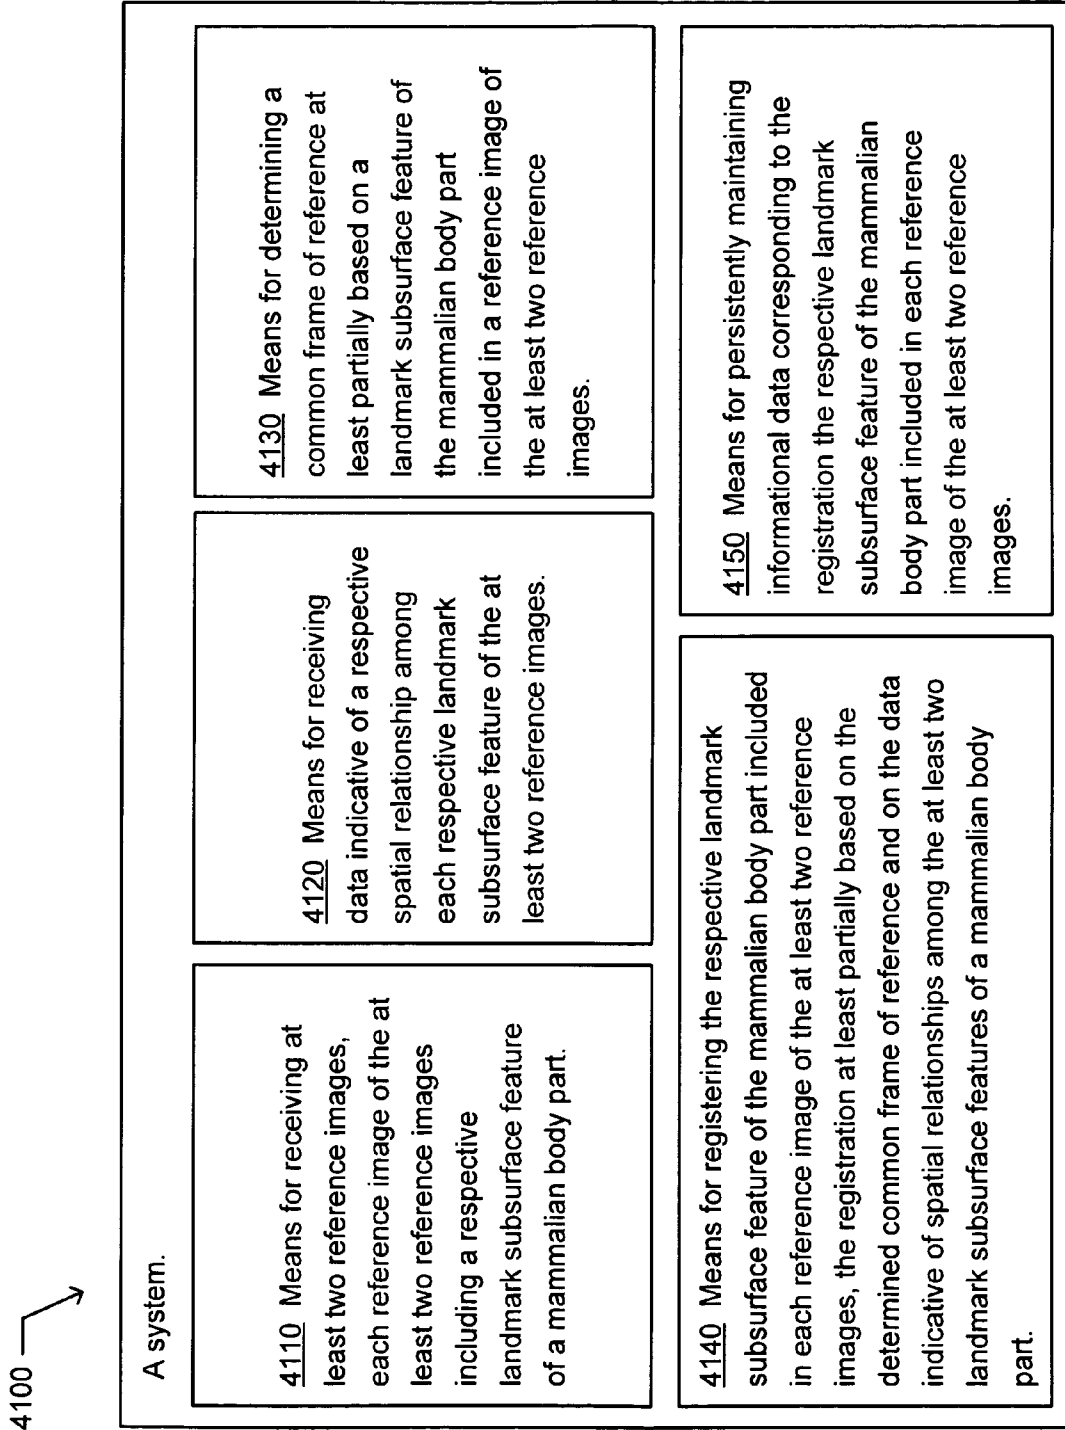 4100
A system.
4110 Means for receiving at
least two reference images,
each reference image of the at
least two reference images
including a respective
landmark subsurface feature
of a mammalian body part.
4120 Means for receiving
data indicative of a respective
spatial relationship among
each respective landmark
subsurface feature of the at
least two reference images.
4130 Means for determining a
common frame of reference at
least partially based on a
landmark subsurface feature of
the mammalian body part
included in a reference image of
the at least two reference
images.
4140 Means for registering the respective landmark
subsurface feature of the mammalian body part included
in each reference image of the at least two reference
images, the registration at least partially based on the
determined common frame of reference and on the data
indicative of spatial relationships among the at least two
landmark subsurface features of a mammalian body
part.
4150 Means for persistently maintaining
informational data corresponding to the
registration the respective landmark
subsurface feature of the mammalian
body part included in each reference
image of the at least two reference
images.